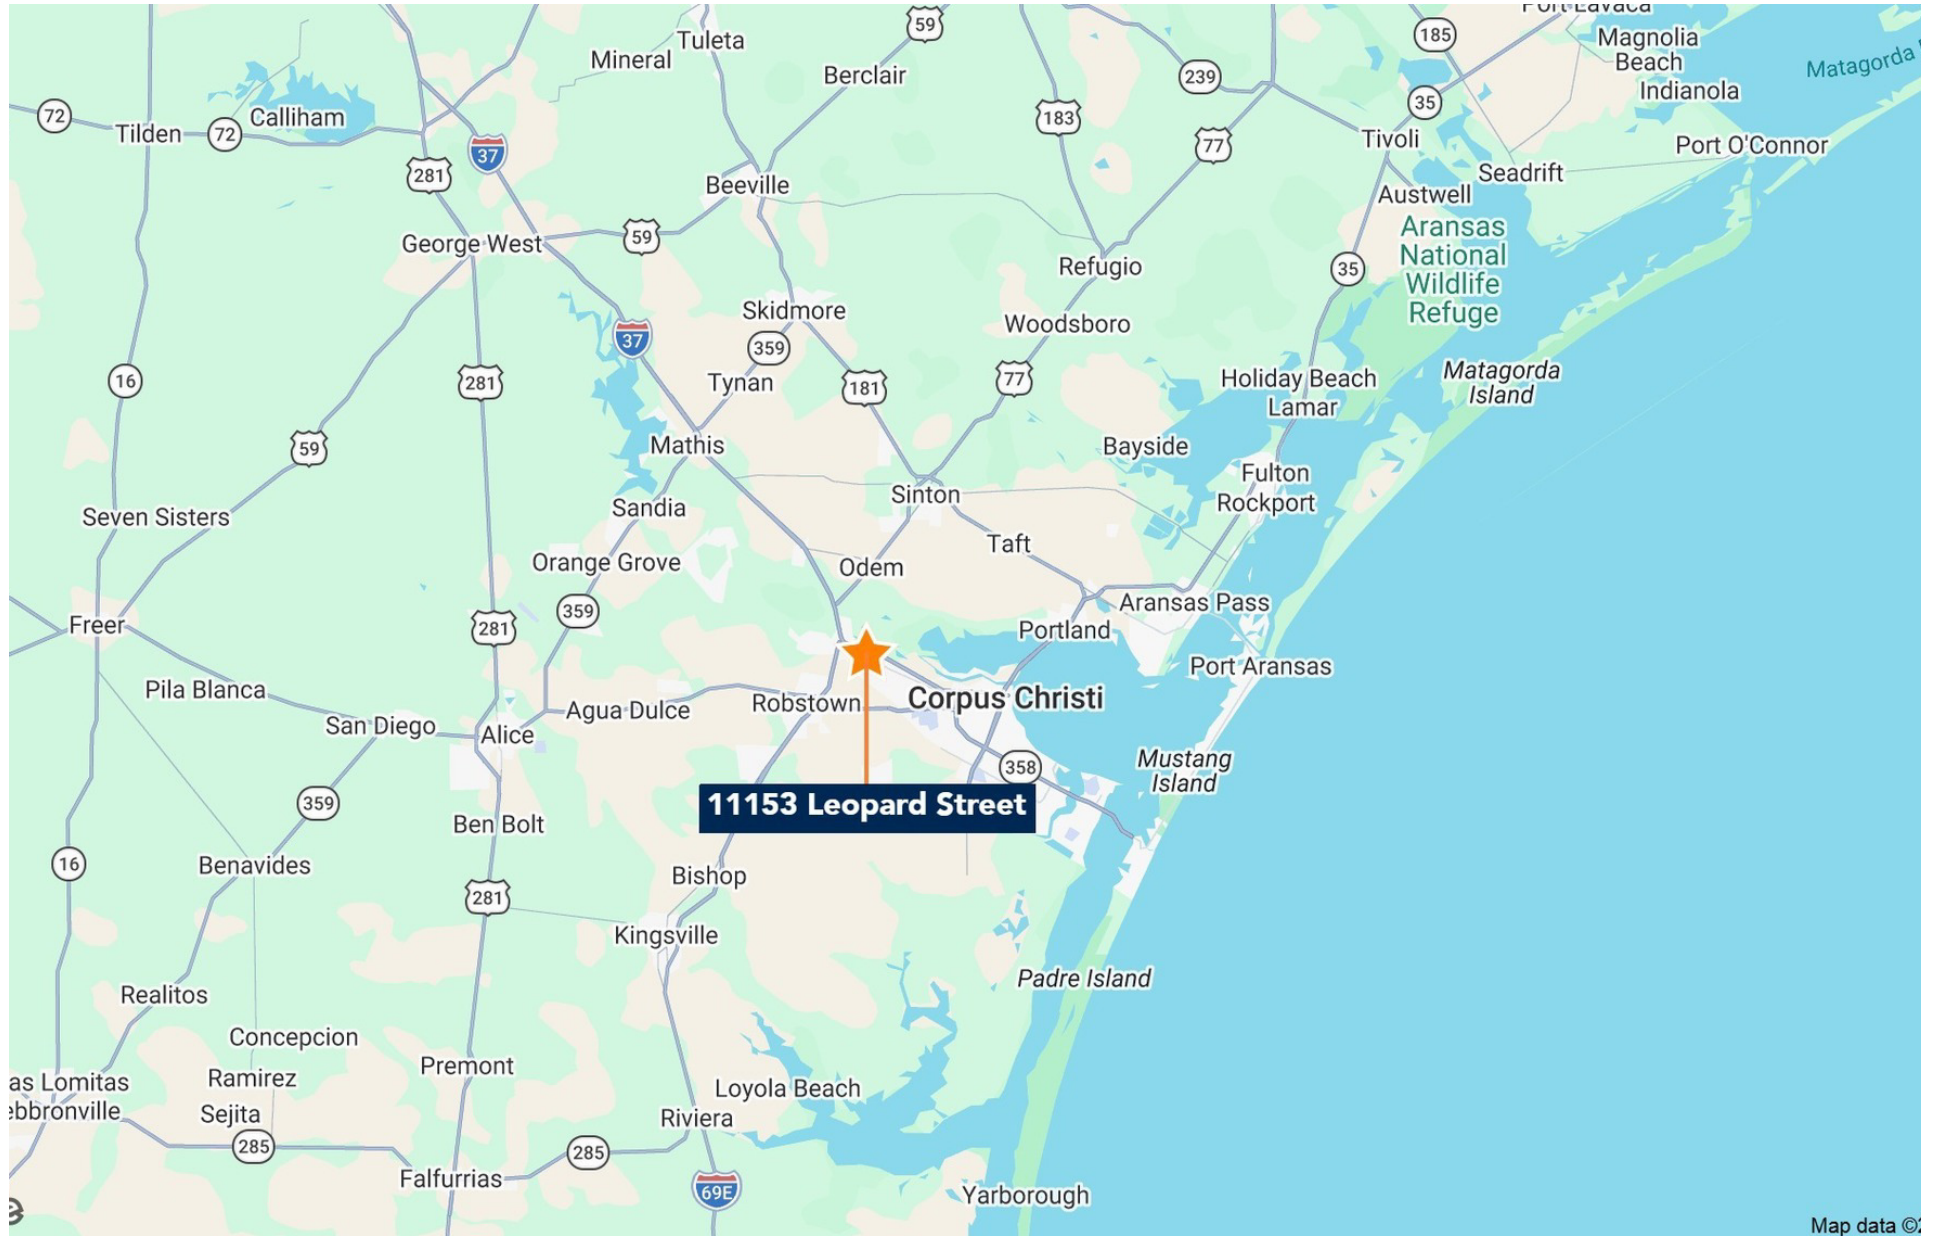 59
Port Lavaca
185
Magnolia
Beach
Tuleta
Mineral
Berclair
239
Matagorda
Indianola
72
Calliham
72
Tilden
183
35
77
Tivoli
Port O'Connor
37
281
Seadrift
Beeville
Austwell
Aransas
National
Wildlife
Refuge
George West
59
Refugio
35
Skidmore
Woodsboro
37
359
16
281
Tynan
181
77
Holiday Beach
Lamar
Matagorda
Island
59
Mathis
Bayside
Fulton
Rockport
Sinton
Seven Sisters
Sandia
Taft
Orange Grove
Odem
359
Aransas Pass
Freer
281
Portland
Port Aransas
Pila Blanca
Corpus Christi
Agua Dulce
Robstown
San Diego
Alice
358
Mustang
Island
359
11153 Leopard Street
Ben Bolt
16
Benavides
Bishop
281
Kingsville
Padre Island
Realitos
Concepcion
Premont
as Lomitas
Ramirez
Loyola Beach
ebbronville
Sejita
Riviera
285
285
Falfurrias
69E
Yarborough
Map data ©